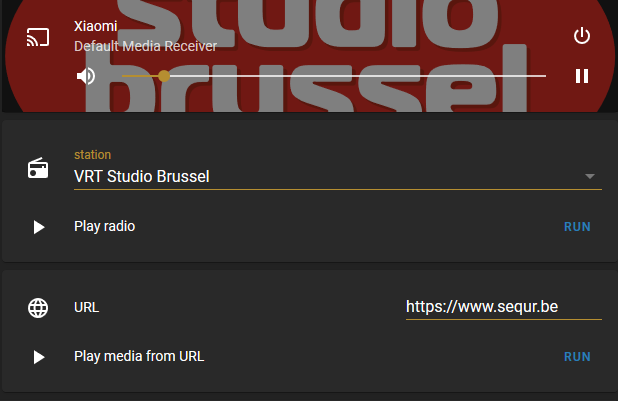 studio
Xiaomi
Default Media Receiver
brussel
station
VRT Studio Brussel
Play radio
RUN
URL
https://www.sequr.be
Play media from URL
RUN